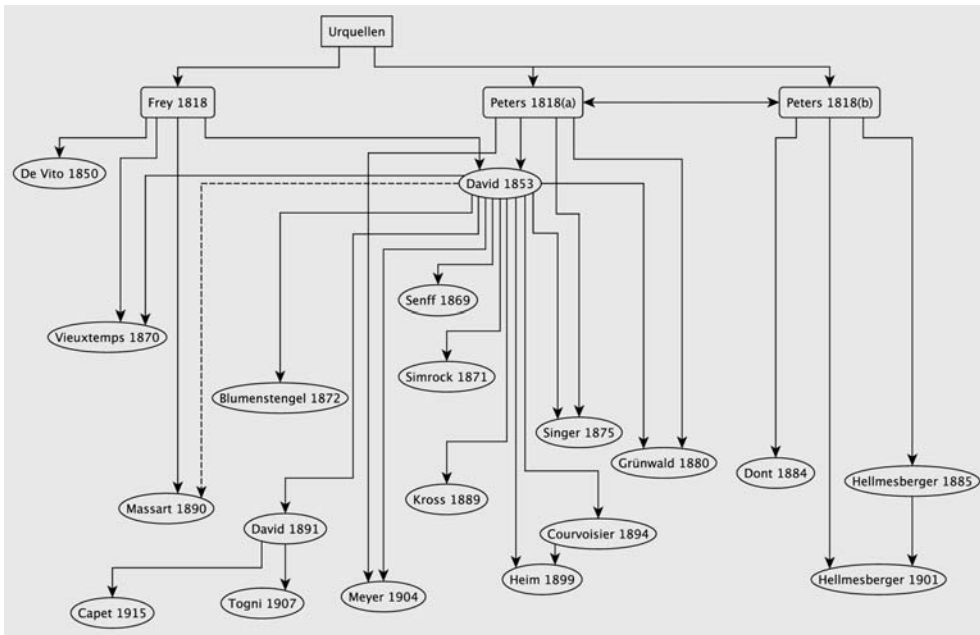 Urquellen
Frey 1818
Peters 1818(a)
Peters 1818(b)
De Vito 1850
David 1853
Senff 1869
Vieuxtemps 1870
Simrock 1871
Blumenstengel 1872
Singer 1875
Grünwald 1880
Dont 1884
Hellmesberger 1885
Kross 1889
Massart 1890
David 1891
Courvoisier 1894
Heim 1899
Hellmesberger 1901
Meyer 1904
Togni 1907
Capet 1915